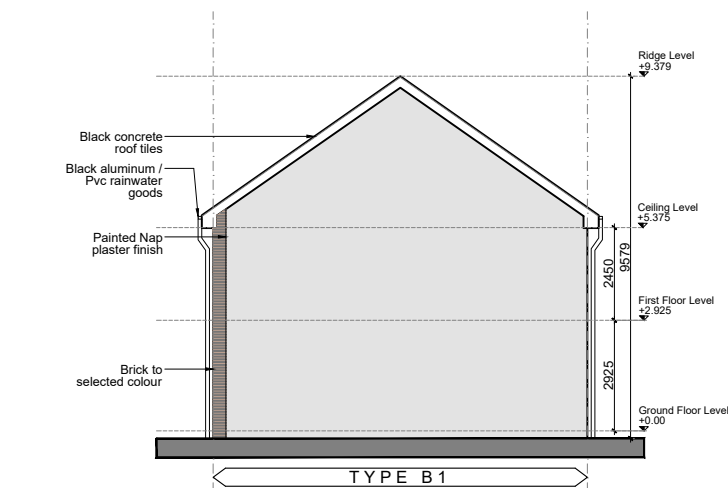 Ridge Level
+9.379
Black concrete
roof tiles
Black aluminum /
Pvc rainwater
goods
Ceiling Level
+5.375
Painted Nap
plaster finish
2450
9579
First Floor Level
+2.925
Brick to
selected colour
2925
Ground Floor Level
+0.00
TYPE B1